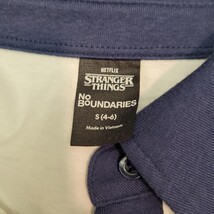 NETFLIX
STRANGER
THINGS
NO
BOUNDARIES
S (4-6)
Made in Vietnam